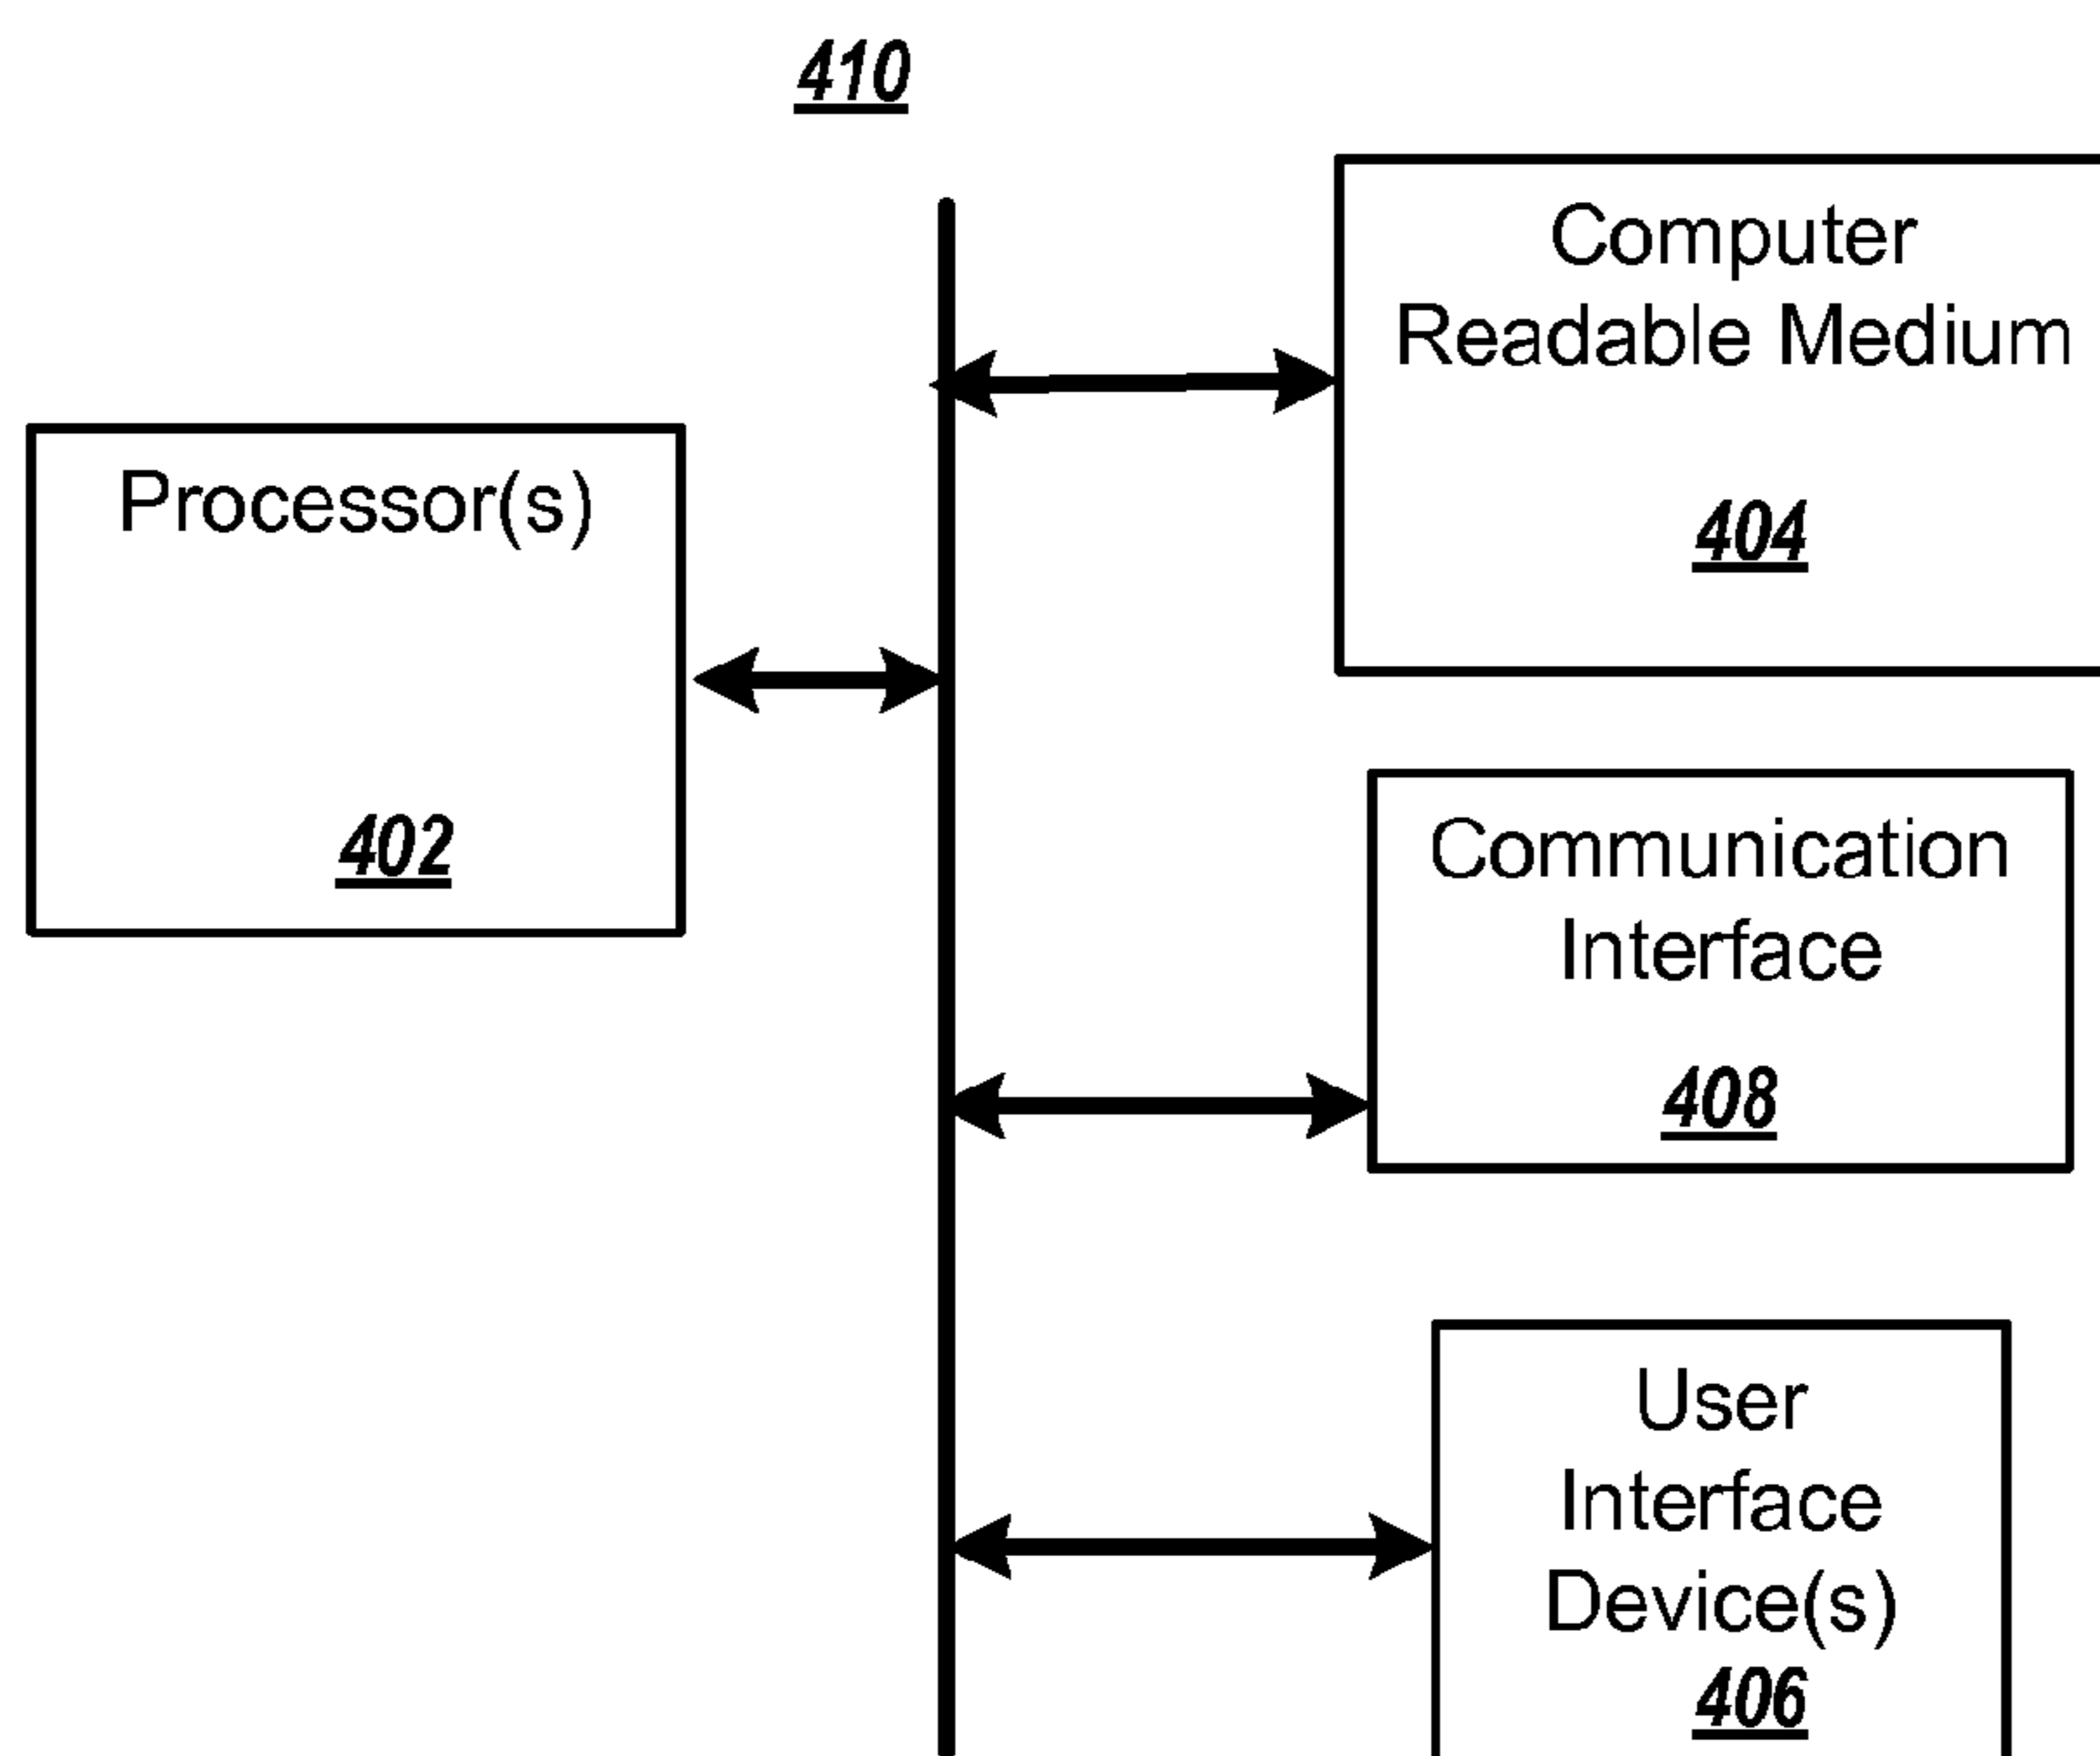 410
Computer
Readable Medium
404
Processor(s)
402
Communication
Interface
408
User
Interface
Device(s)
406